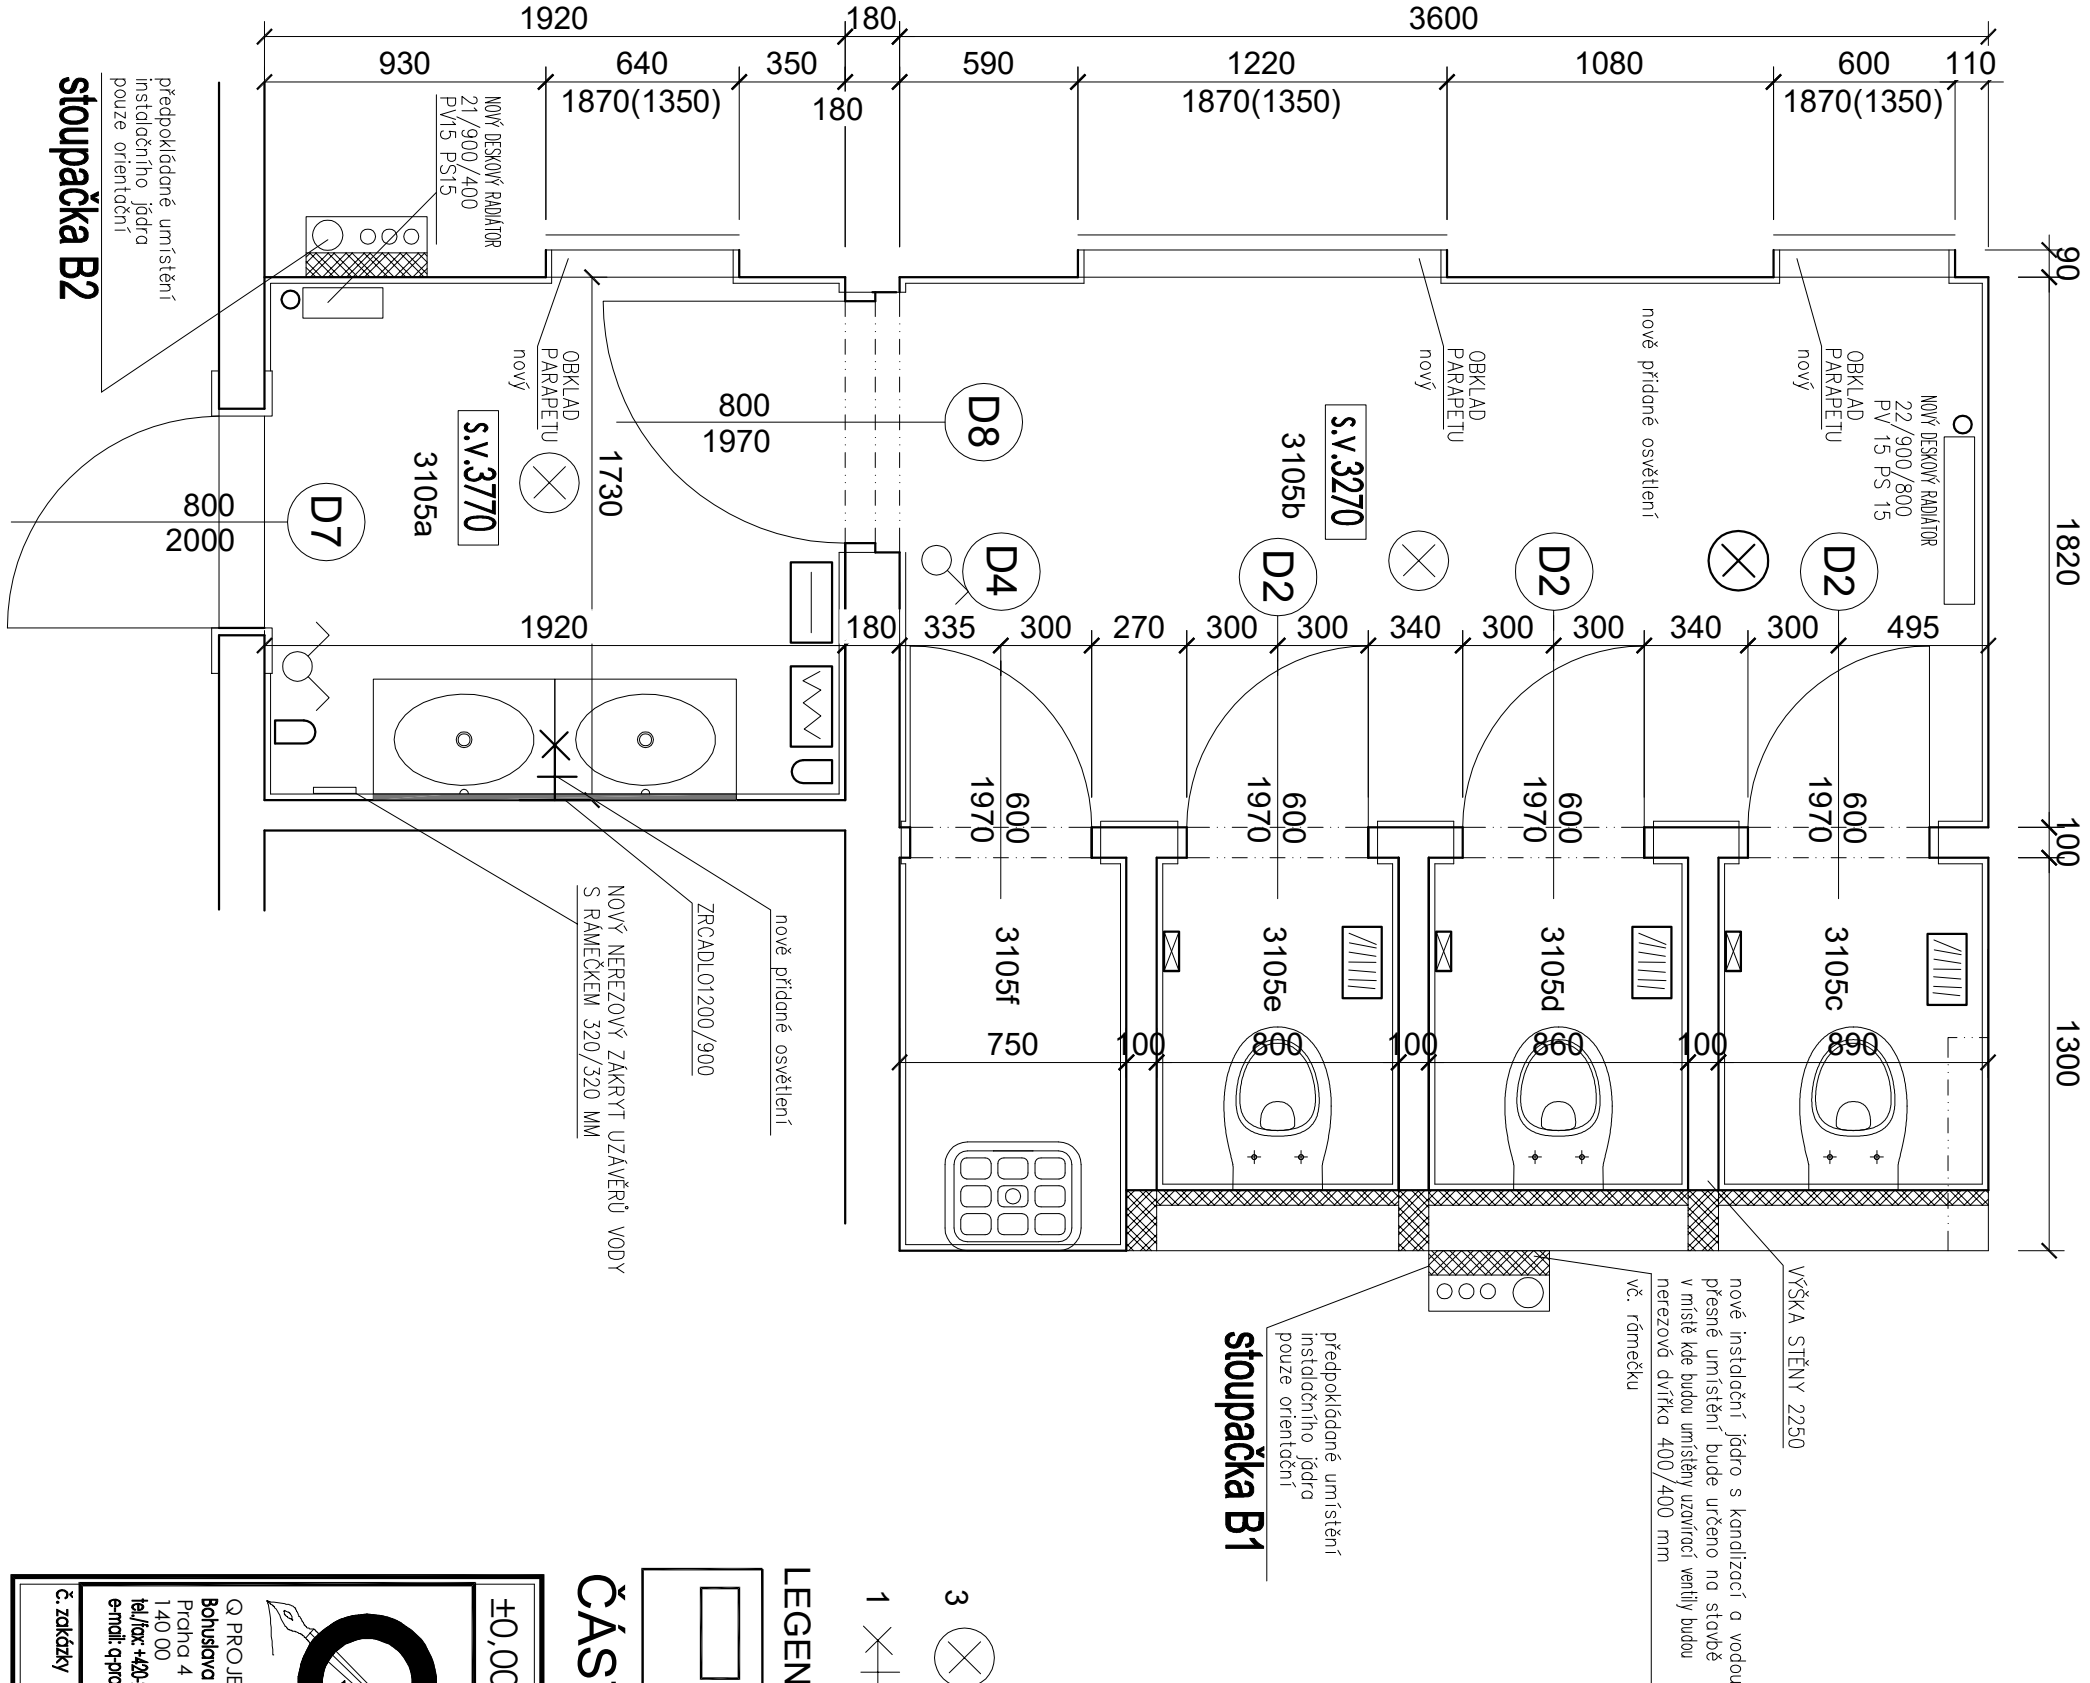 1920
180
3600
930
640
350
590
1220
1080
600
110
1870(1350)
180
1870(1350)
1870(1350)
předpokládané umístění
instalačního jádra
pouze orientační
stoupačka B2
NOVÝ DESKOVÝ RADIÁTOR
21/900/400
PV15 PS15
OBKLAD
PARAPETU
nový
OBKLAD
PARAPETU
nový
OBKLAD
PARAPETU
nový
nově přidané osvětlení
NOVÝ DESKOVÝ RADIÁTOR
22/900/800
PV 15 PS 15
90
1820
100
1300
800
1970
D8
s.v.3770
3105a
1730
s.v.3270
3105b
D7
800
2000
D4
D2
D2
D2
1920
180
335
300
270
300
300
340
300
300
340
300
495
600
1970
600
1970
600
1970
600
1970
3105f
3105e
3105d
3105c
750
100
800
100
860
100
890
nově přidané osvětlení
ZRCADLO1200/900
NOVÝ NEREZOVÝ ZÁKRYT UZÁVĚRŮ VODY
S RÁMEČKEM 320/320 MM
VÝŠKA STĚNY 2250
nové instalační jádro s kanalizací a vodou
přesné umístění bude určeno na stavbě
v místě kde budou umístěny uzavírací ventily budou
nerezová dvířka 400/400 mm
vč. rámečku
předpokládané umístění
instalačního jádra
pouze orientační
stoupačka B1
3
1
LEGEN
ČÁS
±0,00
Q PROJE
Bohuslava
Praha 4
140 00
tel./fax: +420-
e-mail: q-pro
č. zakázky